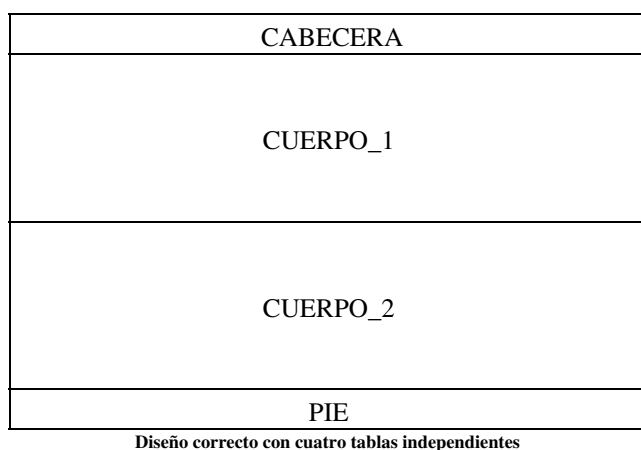 CABECERA
CUERPO_1
CUERPO_2
PIE
Diseño correcto con cuatro tablas independientes